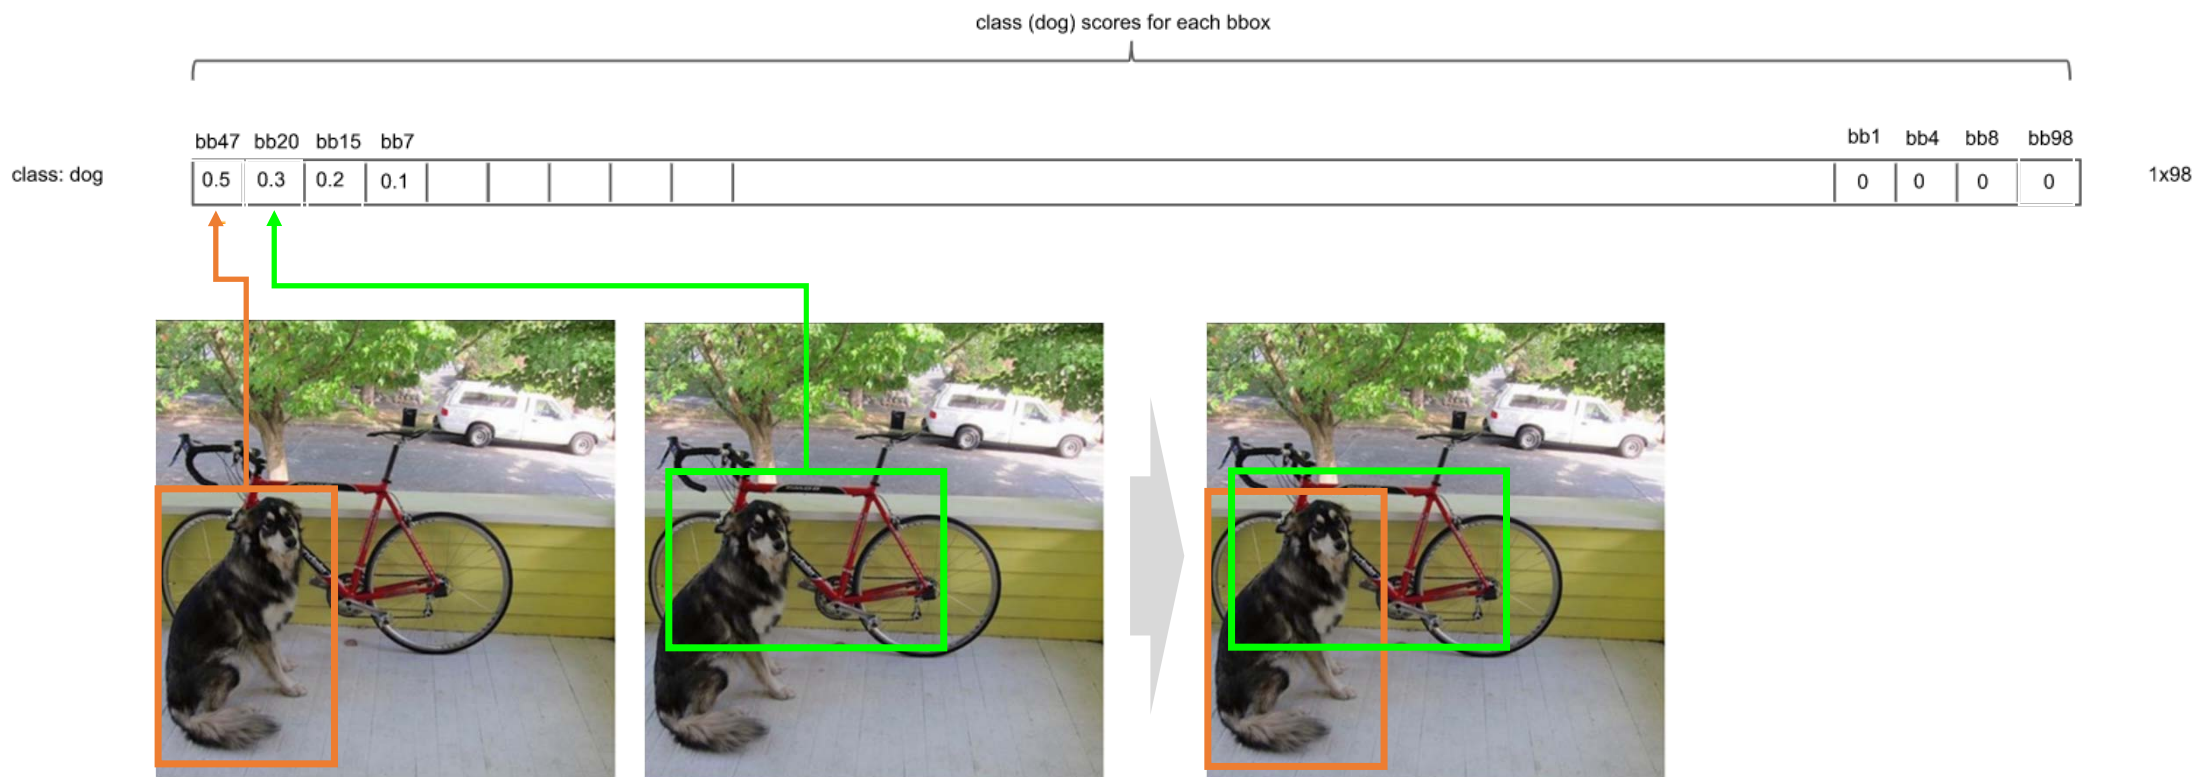 class (dog) scores for each bbox
bb47 bb20 bb15 bb7 bb1 bb4 bb8 bb98
class: dog 0.5 0.3 0.2 0.1 0 0 0 0 1x98